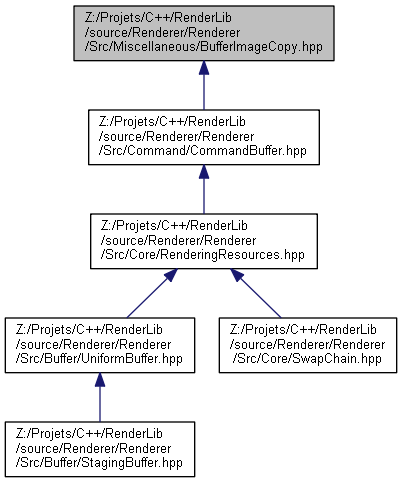 Z:/Projets/C++/RenderLib
/source/Renderer/Renderer
/Src/Miscellaneous/BufferImageCopy.hpp
Z:/Projets/C++/RenderLib
/source/Renderer/Renderer
/Src/Command/CommandBuffer.hpp
Z:/Projets/C++/RenderLib
/source/Renderer/Renderer
/Src/Core/RenderingResources.hpp
Z:/Projets/C++/RenderLib
/source/Renderer/Renderer
/Src/Buffer/UniformBuffer.hpp
Z:/Projets/C++/RenderLib
/source/Renderer/Renderer
/Src/Core/SwapChain.hpp
Z:/Projets/C++/RenderLib
/source/Renderer/Renderer
/Src/Buffer/StagingBuffer.hpp